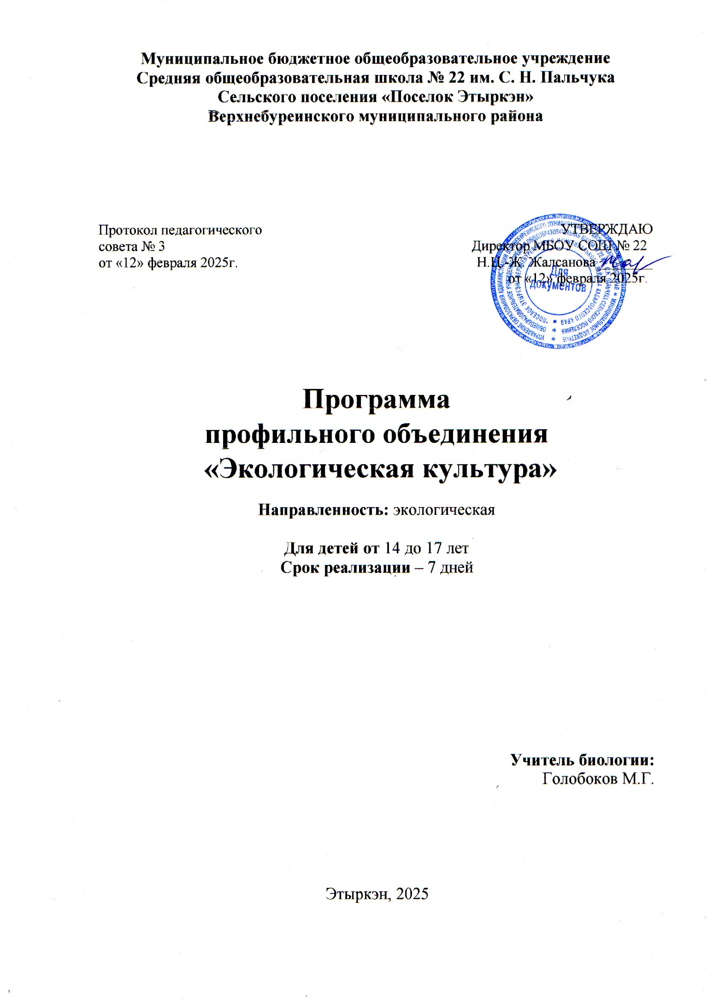 Муниципальное бюджетное общеобразовательное учреждение
Средняя общеобразовательная школа № 22 им. С. Н. Пальчука
Сельского поселения «Поселок Этыркэн»
Верхнебуреинского муниципального района
Протокол педагогического
совета № 3
от «12» февраля 2025г.
УТВЕРЖДАЮ
Директор МБОУ СОШ № 22
Н.Ц.-Ж. Жалсанова
от «12» февраля 2025г.
Для
документов
Программа
профильного объединения
«Экологическая культура»
Направленность: экологическая
Для детей от 14 до 17 лет
Срок реализации – 7 дней
Учитель биологии:
Голобоков М.Г.
Этыркэн, 2025